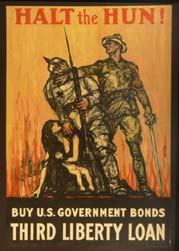 HALT the HUN!
BUY U.S. GOVERNMENT BONDS
THIRD LIBERTY LOAN